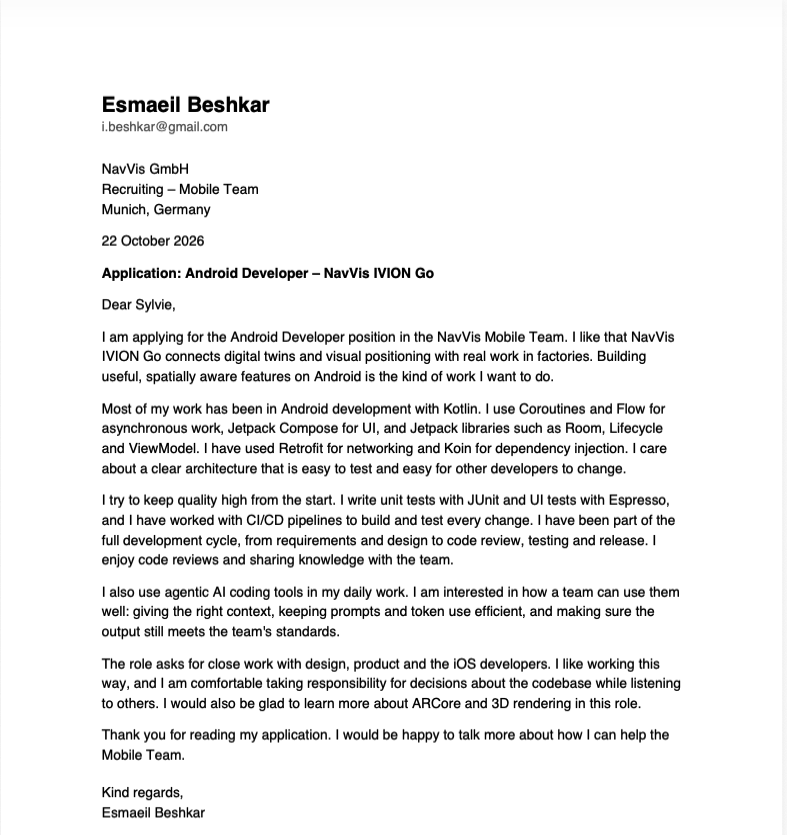 Esmaeil Beshkar
i.beshkar@gmail.com
NavVis GmbH
Recruiting – Mobile Team
Munich, Germany
22 October 2026
Application: Android Developer – NavVis IVION Go
Dear Sylvie,
I am applying for the Android Developer position in the NavVis Mobile Team. I like that NavVis
IVION Go connects digital twins and visual positioning with real work in factories. Building
useful, spatially aware features on Android is the kind of work I want to do.
Most of my work has been in Android development with Kotlin. I use Coroutines and Flow for
asynchronous work, Jetpack Compose for UI, and Jetpack libraries such as Room, Lifecycle
and ViewModel. I have used Retrofit for networking and Koin for dependency injection. I care
about a clear architecture that is easy to test and easy for other developers to change.
I try to keep quality high from the start. I write unit tests with JUnit and UI tests with Espresso,
and I have worked with CI/CD pipelines to build and test every change. I have been part of the
full development cycle, from requirements and design to code review, testing and release. I
enjoy code reviews and sharing knowledge with the team.
I also use agentic AI coding tools in my daily work. I am interested in how a team can use them
well: giving the right context, keeping prompts and token use efficient, and making sure the
output still meets the team's standards.
The role asks for close work with design, product and the iOS developers. I like working this
way, and I am comfortable taking responsibility for decisions about the codebase while listening
to others. I would also be glad to learn more about ARCore and 3D rendering in this role.
Thank you for reading my application. I would be happy to talk more about how I can help the
Mobile Team.
Kind regards,
Esmaeil Beshkar